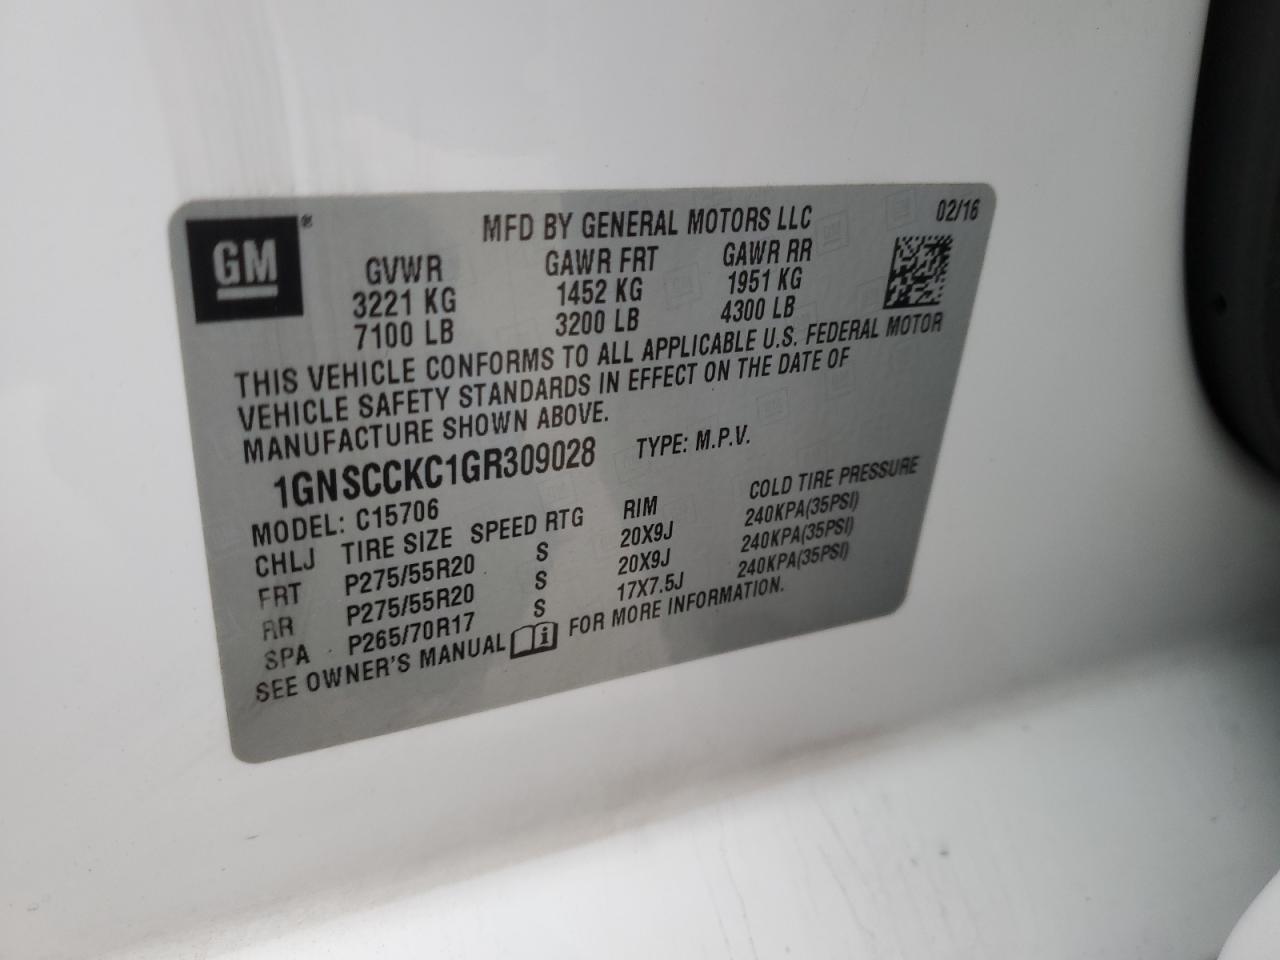 GM®
MFD BY GENERAL MOTORS LLC 02/16
GVWR GAWR FRT GAWR RR
3221 KG 1452 KG 1951 KG
7100 LB 3200 LB 4300 LB
THIS VEHICLE CONFORMS TO ALL APPLICABLE U.S. FEDERAL MOTOR
VEHICLE SAFETY STANDARDS IN EFFECT ON THE DATE OF
MANUFACTURE SHOWN ABOVE.
1GNSCCKC1GR309028 TYPE: M.P.V.
MODEL: C15706
CHLJ TIRE SIZE SPEED RTG RIM COLD TIRE PRESSURE
FRT P275/55R20 S 20X9J 240KPA(35PSI)
RR P275/55R20 S 20X9J 240KPA(35PSI)
SPA P265/70R17 S 17X7.5J 240KPA(35PSI)
SEE OWNER'S MANUAL i FOR MORE INFORMATION.